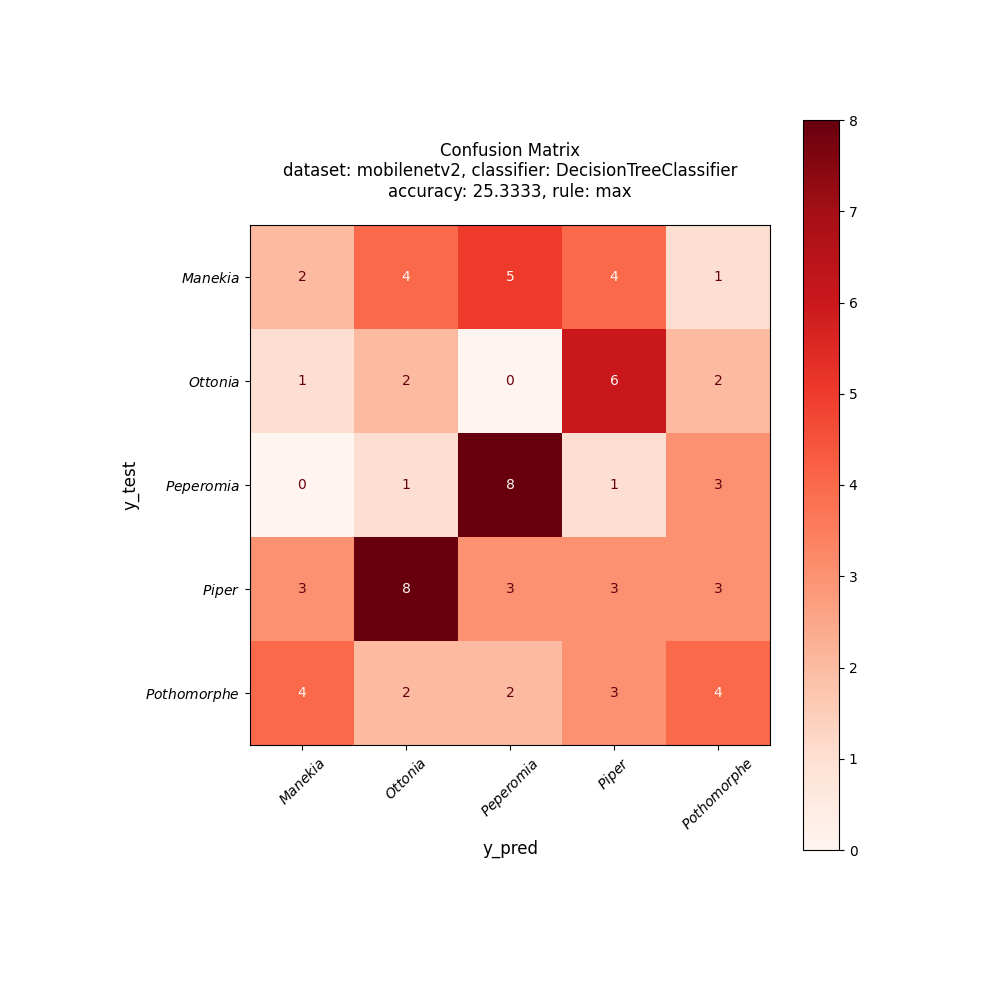 Confusion Matrix
dataset: mobilenetv2, classifier: DecisionTreeClassifier
accuracy: 25.3333, rule: max
Manekia 2 4 5 4 1
Ottonia 1 2 0 6 2
Peperomia 0 1 8 1 3
Piper 3 8 3 3 3
Pothomorphe 4 2 2 3 4
y_test
Manekia Ottonia Peperomia Piper Pothomorphe
y_pred
8
7
6
5
4
3
2
1
0